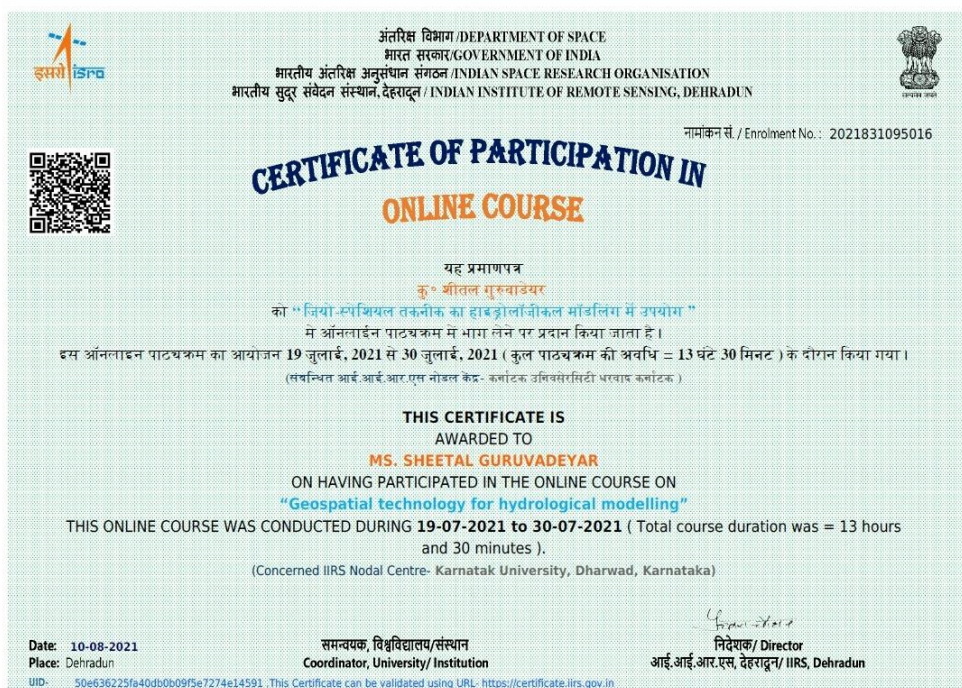 अंतरिक्ष विभाग/DEPARTMENT OF SPACE
भारत सरकार/GOVERNMENT OF INDIA
भारतीय अंतरिक्ष अनुसंधान संगठन/INDIAN SPACE RESEARCH ORGANISATION
भारतीय सुदूर संवेदन संस्थान, देहरादून / INDIAN INSTITUTE OF REMOTE SENSING, DEHRADUN
इसरो isro
सत्यमेव जयते
नामांकन सं. / Enrolment No. : 2021831095016
CERTIFICATE OF PARTICIPATION IN
ONLINE COURSE
यह प्रमाणपत्र
कु॰ शीतल गुरुवाडेयर
को “जियो-स्पेशियल तकनीक का हाइड्रोलॉजीकल मॉडलिंग में उपयोग ”
मे ऑनलाईन पाठ्यक्रम में भाग लेने पर प्रदान किया जाता है।
इस ऑनलाइन पाठ्यक्रम का आयोजन 19 जुलाई, 2021 से 30 जुलाई, 2021 ( कुल पाठ्यक्रम की अवधि = 13 घंटे 30 मिनट ) के दौरान किया गया।
(संबन्धित आई.आई.आर.एस नोडल केंद्र- कर्नाटक उनिवसेरसिटी धरवाद कर्नाटक )
THIS CERTIFICATE IS
AWARDED TO
MS. SHEETAL GURUVADEYAR
ON HAVING PARTICIPATED IN THE ONLINE COURSE ON
“Geospatial technology for hydrological modelling”
THIS ONLINE COURSE WAS CONDUCTED DURING 19-07-2021 to 30-07-2021 ( Total course duration was = 13 hours
and 30 minutes ).
(Concerned IIRS Nodal Centre- Karnatak University, Dharwad, Karnataka)
Date: 10-08-2021
Place: Dehradun
समन्वयक, विश्वविद्यालय/संस्थान
Coordinator, University/ Institution
निदेशक/ Director
आई.आई.आर.एस, देहरादून/ IIRS, Dehradun
UID- 50e636225fa40db0b09f5e7274e14591 .This Certificate can be validated using URL- https://certificate.iirs.gov.in